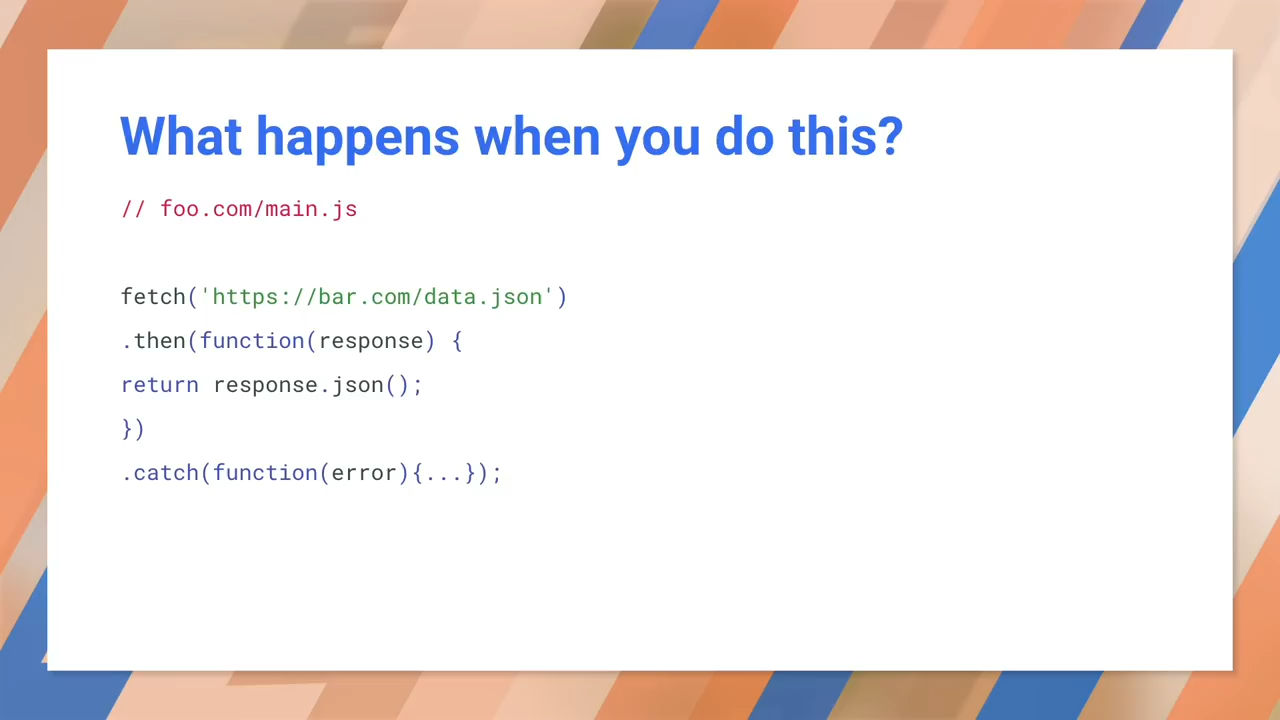 What happens when you do this?
// foo.com/main.js
fetch('https://bar.com/data.json')
.then(function(response) {
return response.json();
})
.catch(function(error){...});